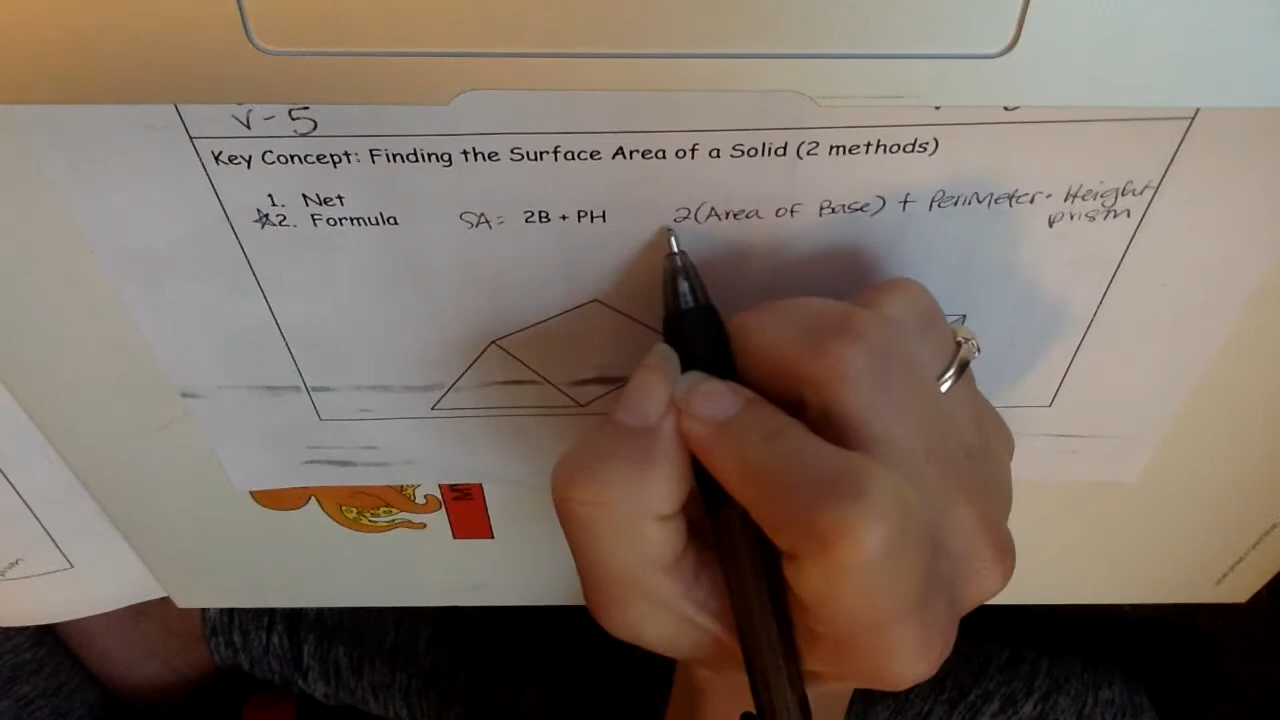 V-5
Key Concept: Finding the Surface Area of a Solid (2 methods)
1. Net
2. Formula SA = 2B + PH 2(Area of Base) + Perimeter · Height
prism